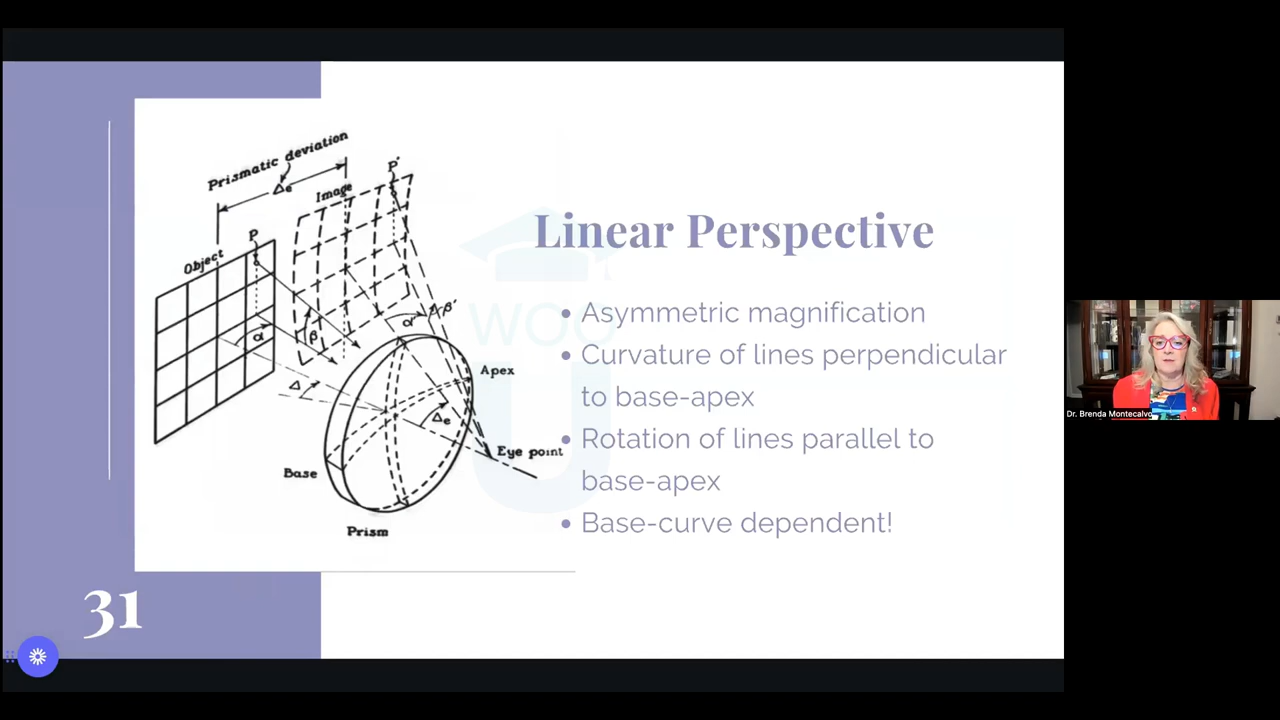 Prismatic deviation
Δe
P'
Image
P
Object
α
β
α'
β'
Δ
Δe
Apex
Eye point
Base
Prism
31
WOO
U
Linear Perspective
• Asymmetric magnification
• Curvature of lines perpendicular
to base-apex
• Rotation of lines parallel to
base-apex
• Base-curve dependent!
Dr. Brenda Montecalvo